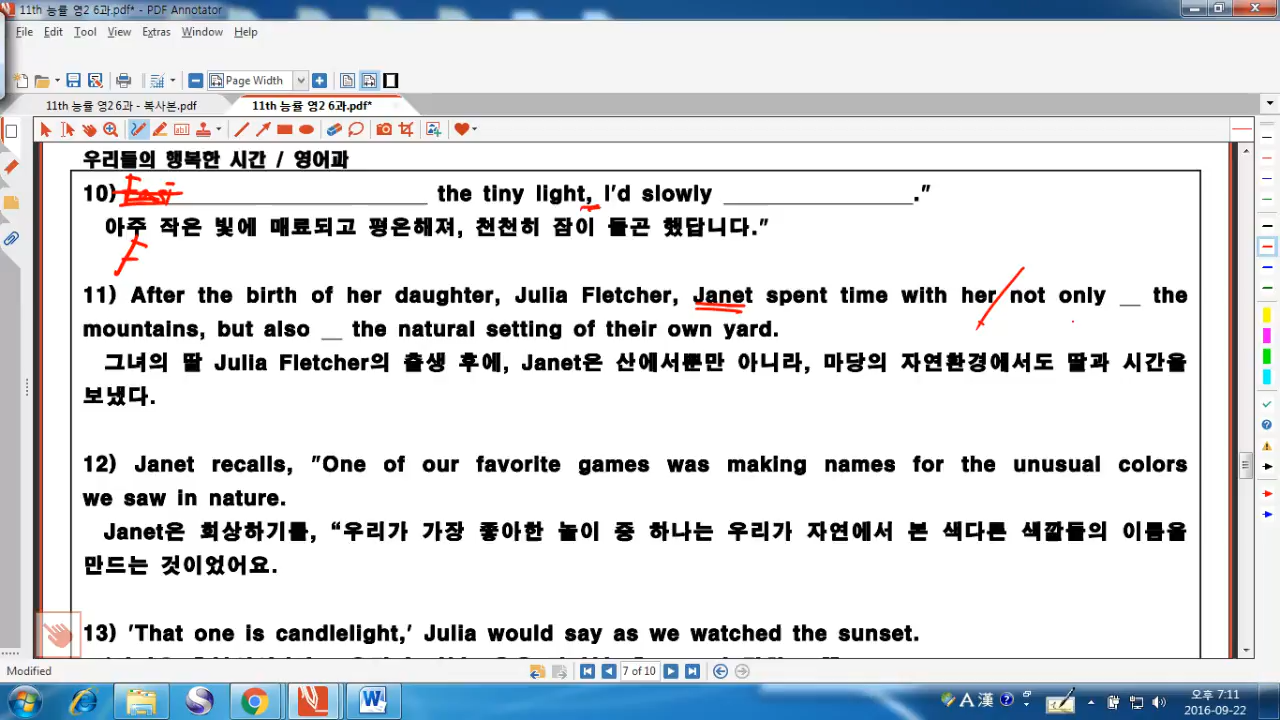 11th 능률 영2 6과.pdf* - PDF Annotator
File Edit Tool View Extras Window Help
Page Width
11th 능률 영2 6과 - 복사본.pdf
11th 능률 영2 6과.pdf*
우리들의 행복한 시간 / 영어과
10) ______ the tiny light, I'd slowly ______."
아주 작은 빛에 매료되고 평온해져, 천천히 잠이 들곤 했답니다."
11) After the birth of her daughter, Julia Fletcher, Janet spent time with her not only __ the
mountains, but also __ the natural setting of their own yard.
그녀의 딸 Julia Fletcher의 출생 후에, Janet은 산에서뿐만 아니라, 마당의 자연환경에서도 딸과 시간을
보냈다.
12) Janet recalls, "One of our favorite games was making names for the unusual colors
we saw in nature.
Janet은 회상하기를, “우리가 가장 좋아한 놀이 중 하나는 우리가 자연에서 본 색다른 색깔들의 이름을
만드는 것이었어요.
13) 'That one is candlelight,' Julia would say as we watched the sunset.
Modified
7 of 10
A 漢
오후 7:11
2016-09-22